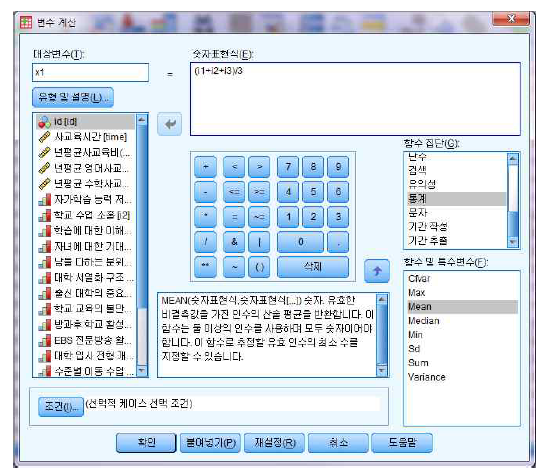 변수 계산
대상변수(T):
숫자표현식(E):
x1
=
(i1+i2+i3)/3
유형 및 설명(L)...
id [id]
사교육시간 [time]
년평균사교육비(...
년평균 영어사교...
년평균 수학사교...
자기학습 능력 저...
학교 수업 소홀 [i2]
학습에 대한 이해...
자녀에 대한 기대...
남들 다하는 분위...
대학 서열화 구조...
출신 대학의 중요...
학교 교육의 불만...
방과후 학교 활성...
EBS 전문방송 활...
대학 입시 전형 개...
수준별 이동 수업 ...
+ < > 7 8 9
- <= >= 4 5 6
* = ~= 1 2 3
/ & | 0 .
** ~ () 삭제
함수 집단(G):
난수
검색
유의성
통계
문자
기간 작성
기간 추출
함수 및 특수변수(F):
Cfvar
Max
Mean
Median
Min
Sd
Sum
Variance
MEAN(숫자표현식,숫자표현식[,...]) 숫자. 유효한
비결측값을 가진 인수의 산술 평균을 반환합니다. 이
함수는 둘 이상의 인수를 사용하며 모두 숫자이어야
합니다. 이 함수로 추정할 유효 인수의 최소 수를
지정할 수 있습니다.
조건(I)... (선택적 케이스 선택 조건)
확인 붙여넣기(P) 재설정(R) 취소 도움말